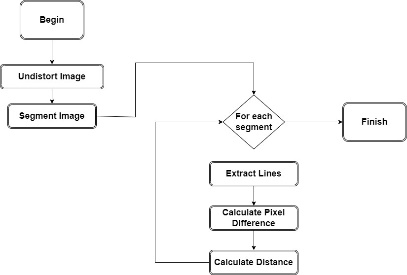 Begin
Undistort Image
Segment Image
For each
segment
Finish
Extract Lines
Calculate Pixel
Difference
Calculate Distance